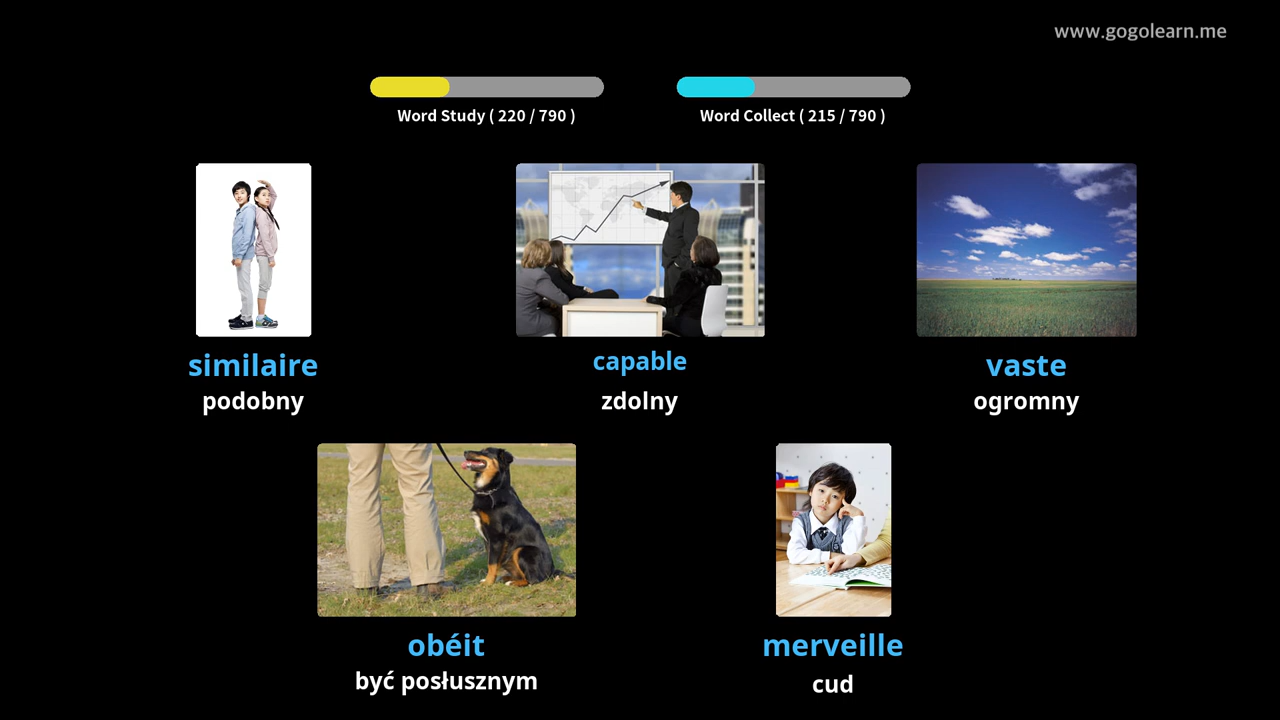 www.gogolearn.me
Word Study ( 220 / 790 )
Word Collect ( 215 / 790 )
similaire
podobny
capable
zdolny
vaste
ogromny
obéit
być posłusznym
merveille
cud